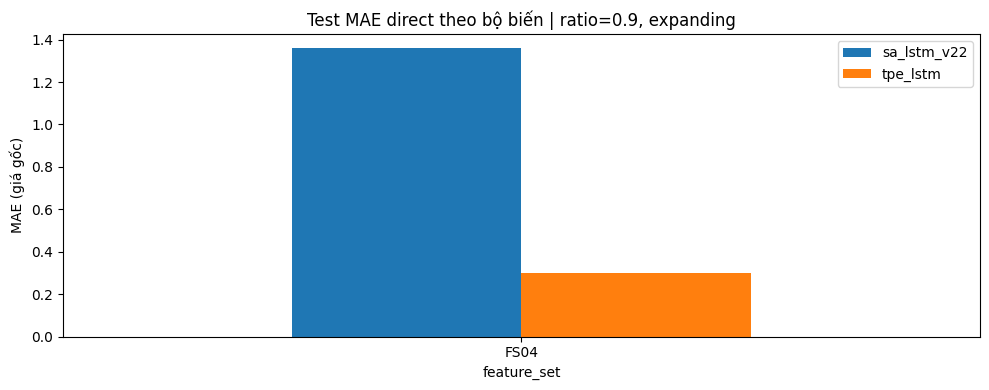 Test MAE direct theo bộ biến | ratio=0.9, expanding
sa_lstm_v22
tpe_lstm
MAE (giá gốc)
1.4
1.2
1.0
0.8
0.6
0.4
0.2
0.0
FS04
feature_set